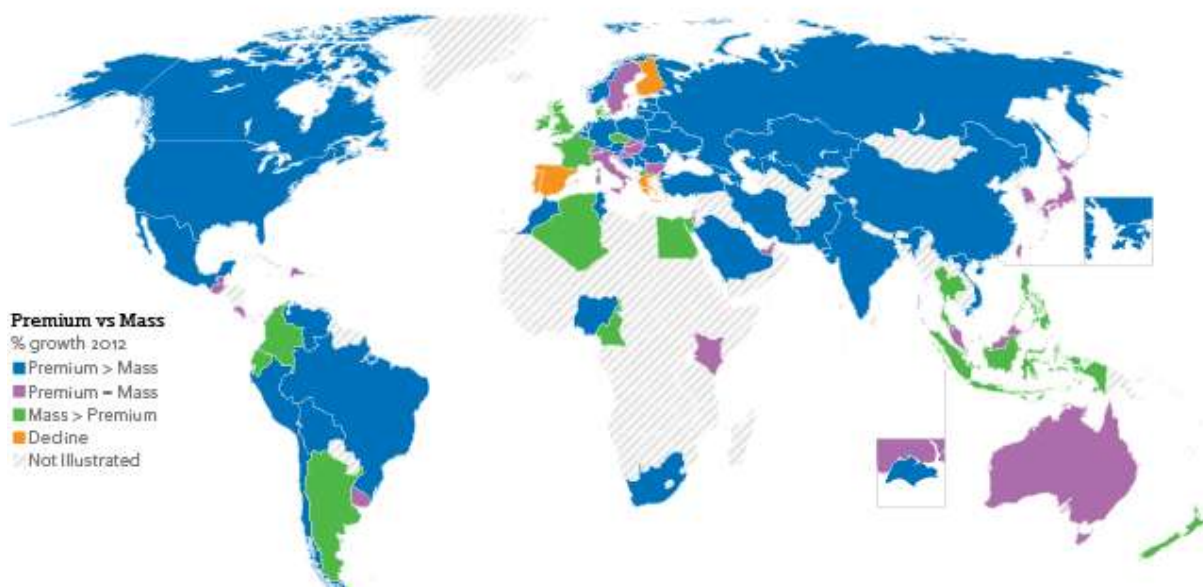 Premium vs Mass
% growth 2012
Premium > Mass
Premium = Mass
Mass > Premium
Decline
Not Illustrated